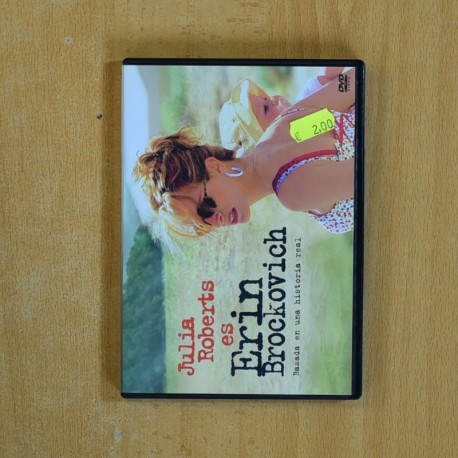 Julia
Roberts
es
Erin
Brockovich
Basada en una historia real
DVD
€ 2,00